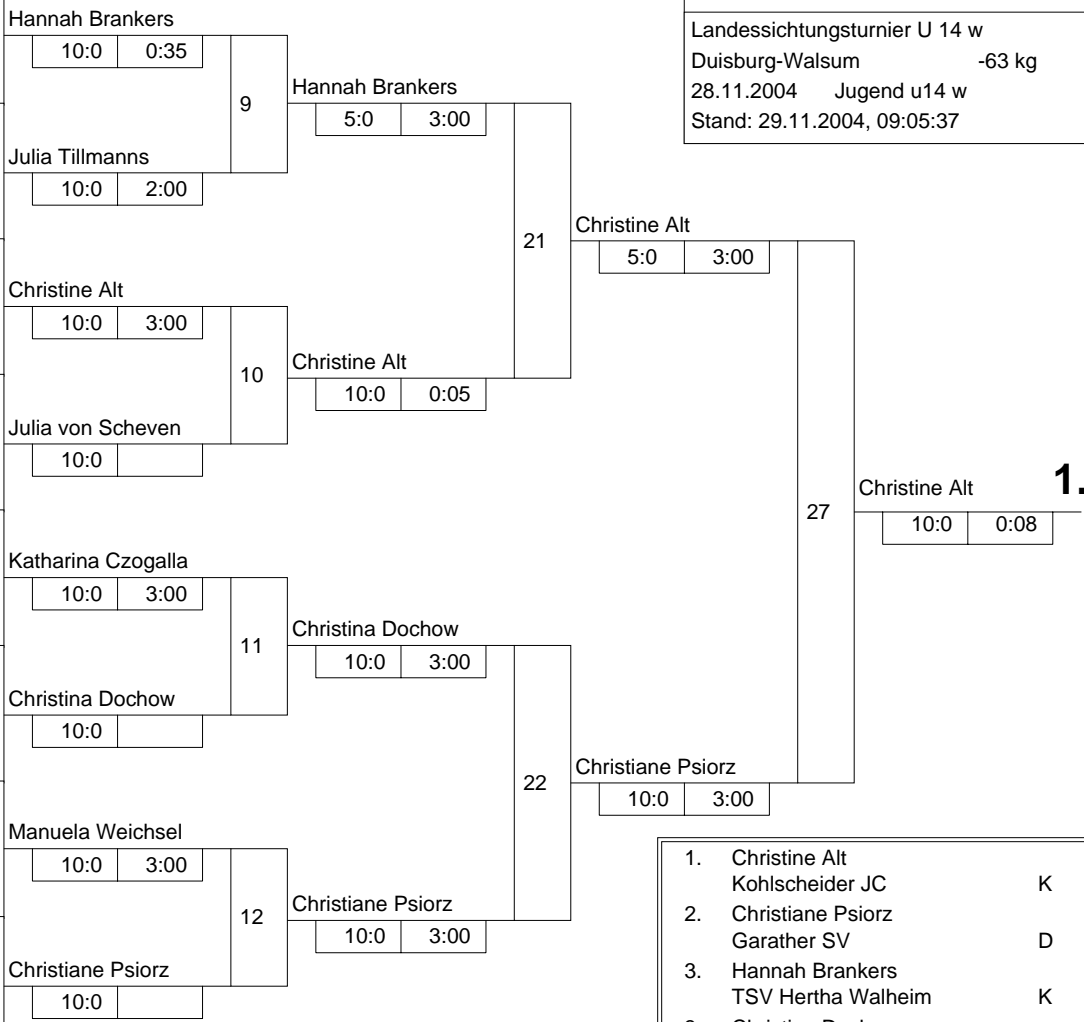 Landessichtungsturnier U 14 w
Duisburg-Walsum -63 kg
28.11.2004 Jugend u14 w
Stand: 29.11.2004, 09:05:37
Hannah Brankers
10:0 0:35
9
Hannah Brankers
5:0 3:00
Julia Tillmanns
10:0 2:00
21
Christine Alt
5:0 3:00
Christine Alt
10:0 3:00
10
Christine Alt
10:0 0:05
Julia von Scheven
10:0
27
Christine Alt 1.
10:0 0:08
Katharina Czogalla
10:0 3:00
11
Christina Dochow
10:0 3:00
Christina Dochow
10:0
22
Christiane Psiorz
10:0 3:00
Manuela Weichsel
10:0 3:00
12
Christiane Psiorz
10:0 3:00
Christiane Psiorz
10:0
1. Christine Alt
Kohlscheider JC K
2. Christiane Psiorz
Garather SV D
3. Hannah Brankers
TSV Hertha Walheim K